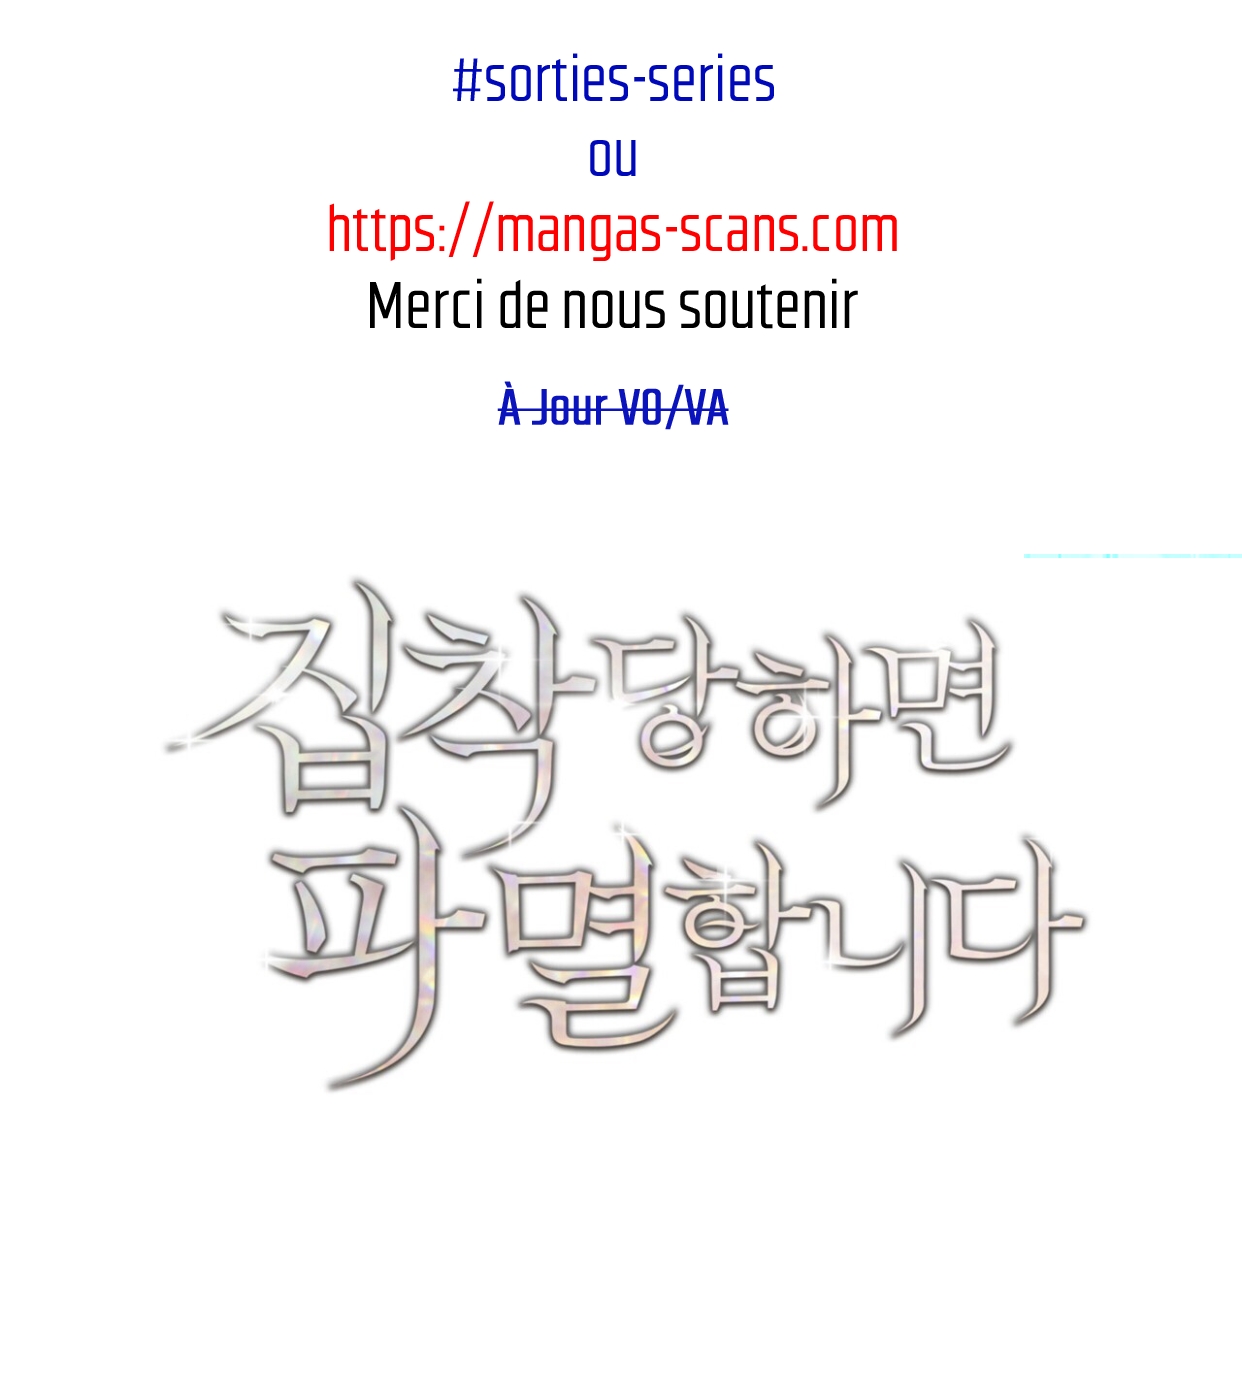 #sorties-series
ou
https://mangas-scans.com
Merci de nous soutenir
À Jour VO/VA
집착당하면
파멸합니다